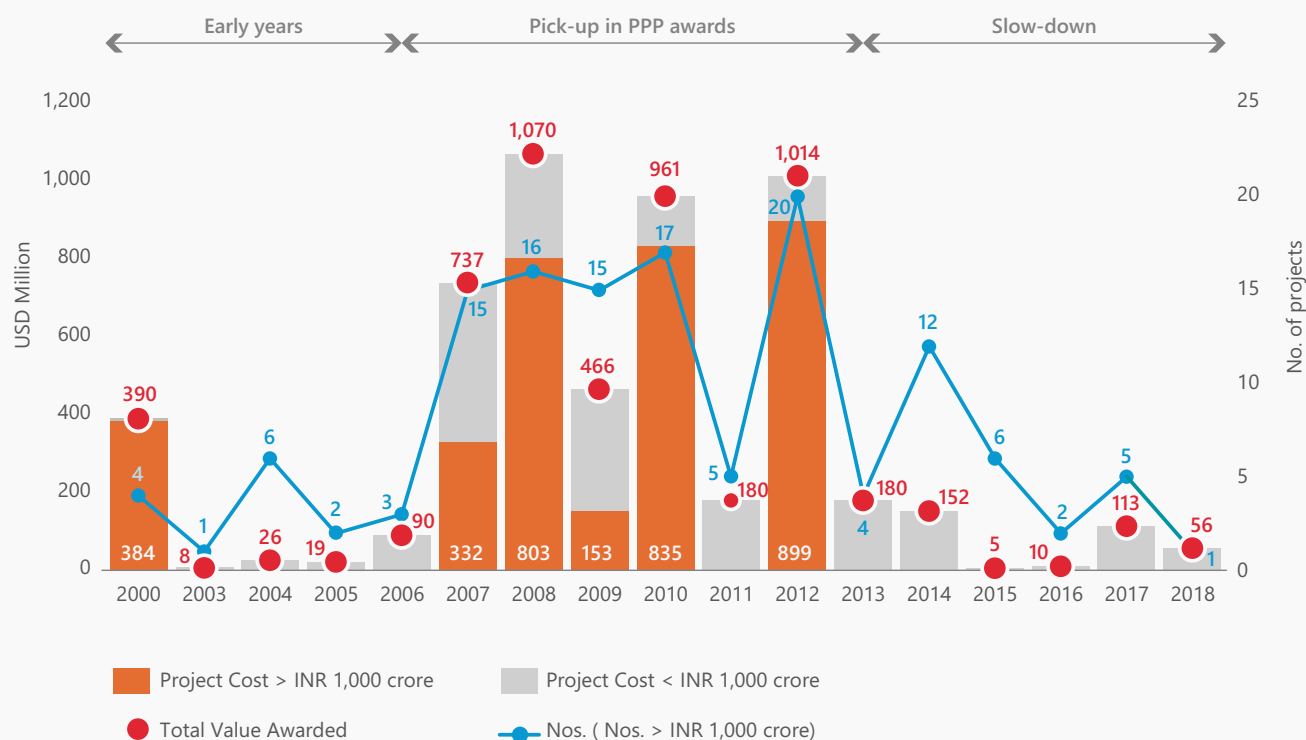 Early years Pick-up in PPP awards Slow-down
1,200 25
1,070
1,014
1,000 961
20 20
17
800 737 16
15
15 15
USD Million
No. of projects
600
466 12
10
400 390
6 6
5 5
4 5
200 180 180
3 2 152 2 113
1 90 4
26 56
8 19 5 10 1
384 332 803 153 835 899
0 0
2000 2003 2004 2005 2006 2007 2008 2009 2010 2011 2012 2013 2014 2015 2016 2017 2018
Project Cost > INR 1,000 crore Project Cost < INR 1,000 crore
Total Value Awarded Nos. ( Nos. > INR 1,000 crore)